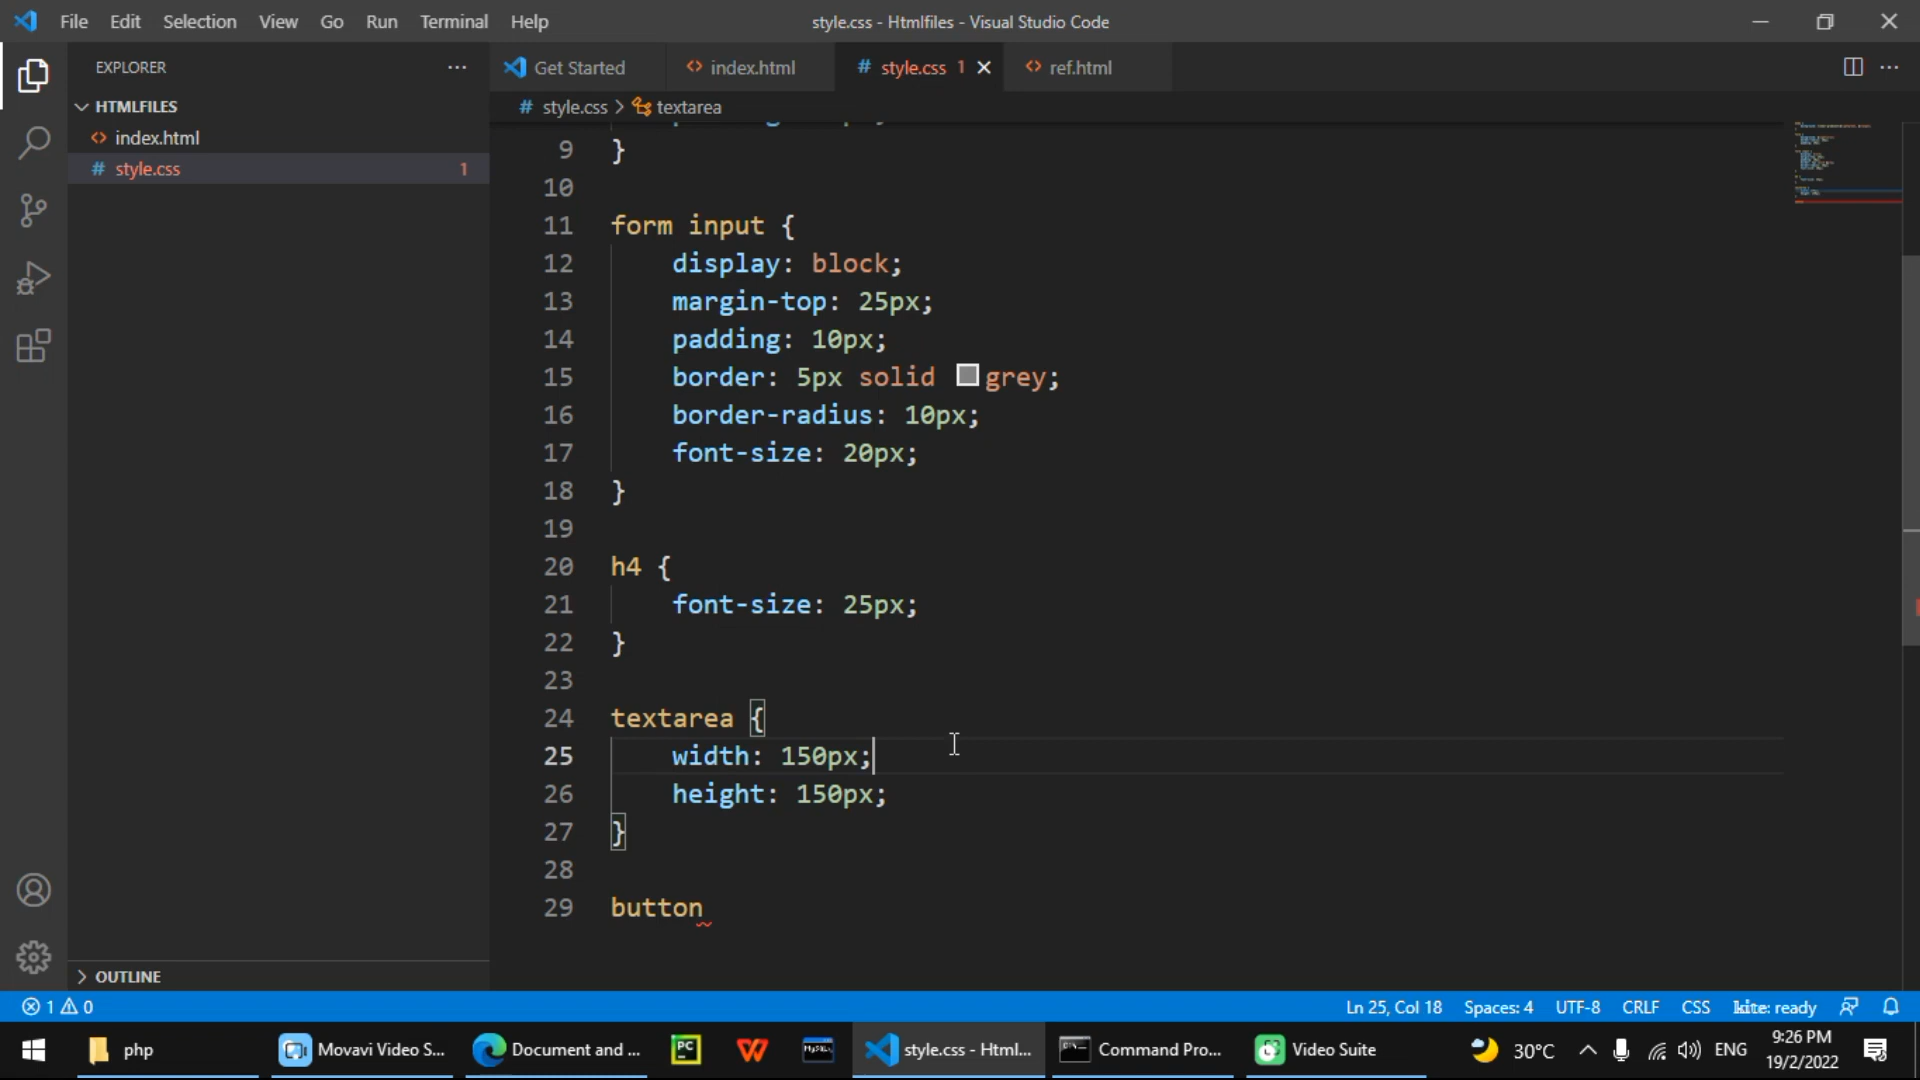 File Edit Selection View Go Run Terminal Help
style.css - Htmlfiles - Visual Studio Code
EXPLORER
HTMLFILES
index.html
style.css 1
OUTLINE
Get Started
index.html
style.css 1
ref.html
style.css > textarea
9 }
10
11 form input {
12 display: block;
13 margin-top: 25px;
14 padding: 10px;
15 border: 5px solid grey;
16 border-radius: 10px;
17 font-size: 20px;
18 }
19
20 h4 {
21 font-size: 25px;
22 }
23
24 textarea {
25 width: 150px;
26 height: 150px;
27 }
28
29 button
1 0
Ln 25, Col 18 Spaces: 4 UTF-8 CRLF CSS kite: ready
php
Movavi Video S...
Document and ...
PC
MySQL
style.css - Html...
Command Pro...
Video Suite
30°C
ENG
9:26 PM
19/2/2022